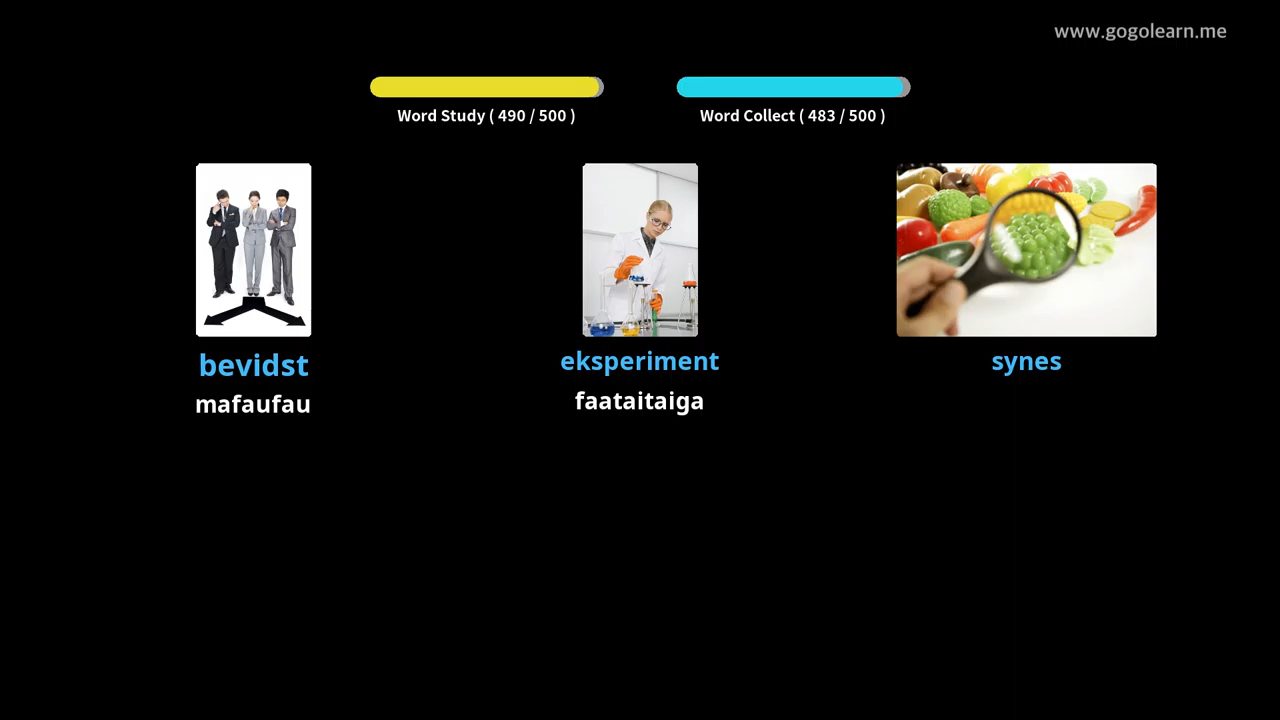 www.gogolearn.me
Word Study ( 490 / 500 )
Word Collect ( 483 / 500 )
bevidst
mafaufau
eksperiment
faataitaiga
synes